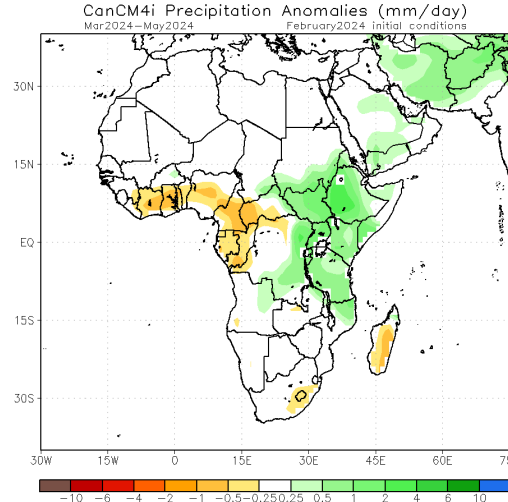 CanCM4i Precipitation Anomalies (mm/day)
Mar2024-May2024 February2024 initial conditions
30N
15N
EQ
15S
30S
30W 15W 0 15E 30E 45E 60E 75E
-10 -6 -4 -2 -1 -0.5 -0.25 0.25 0.5 1 2 4 6 10